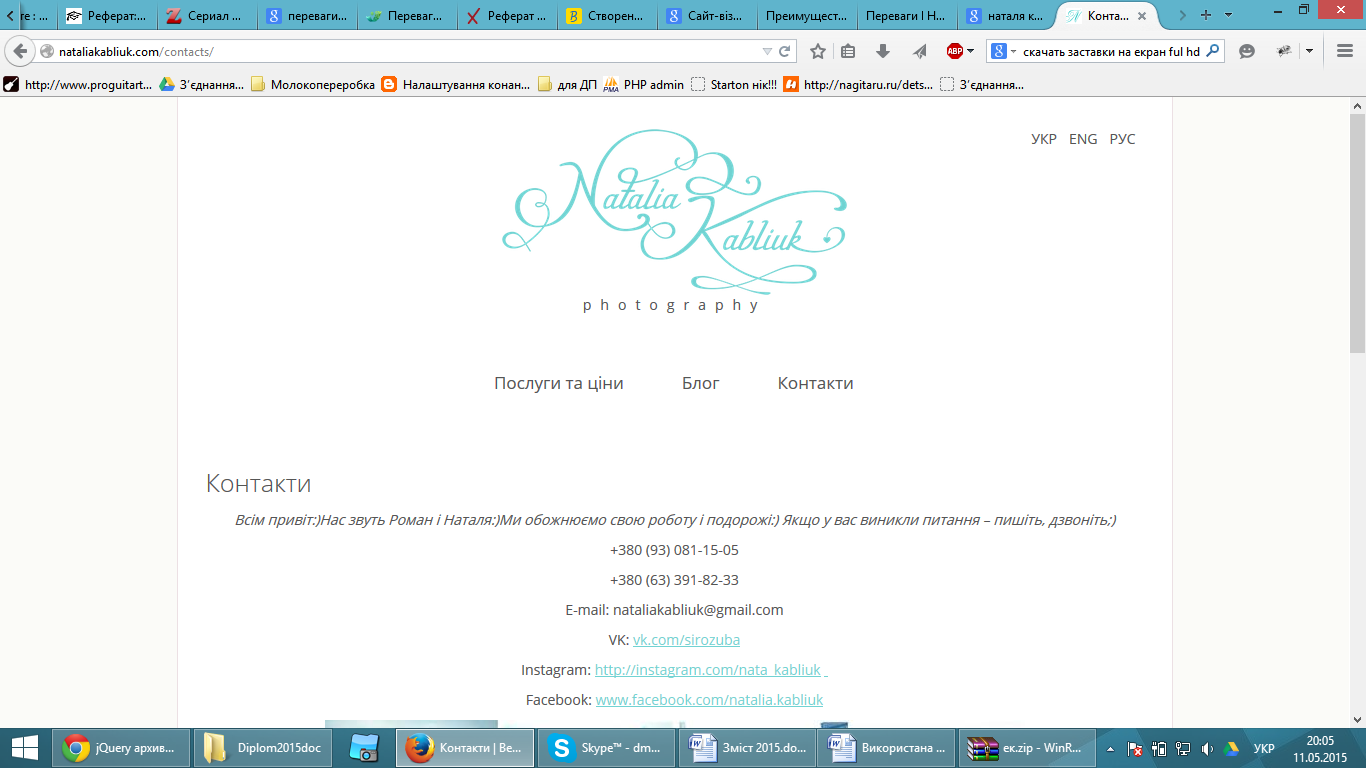 те : ...
Реферат:...
Сериал ...
переваги...
Переваг...
Реферат ...
Створен...
Сайт-віз...
Преимущест...
Переваги І Н...
наталя к...
Конта...
nataliakabliuk.com/contacts/
ABP
скачать заставки на екран ful hd
http://www.proguitart...
З’єднання...
Молокопереробка
Налаштування конан...
для ДП
PHP admin
Starton нік!!!
http://nagitaru.ru/dets...
З’єднання...
УКР ENG РУС
Natalia
Kabliuk
photography
Послуги та ціни
Блог
Контакти
Контакти
Всім привіт:)Нас звуть Роман і Наталя:)Ми обожнюємо свою роботу і подорожі:) Якщо у вас виникли питання – пишіть, дзвоніть;)
+380 (93) 081-15-05
+380 (63) 391-82-33
E-mail: nataliakabliuk@gmail.com
VK: vk.com/sirozuba
Instagram: http://instagram.com/nata_kabliuk_
Facebook: www.facebook.com/natalia.kabliuk
jQuery архив...
Diplom2015doc
Контакти | Ве...
Skype™ - dm...
Зміст 2015.do...
Використана ...
ек.zip - WinR...
УКР
20:05
11.05.2015